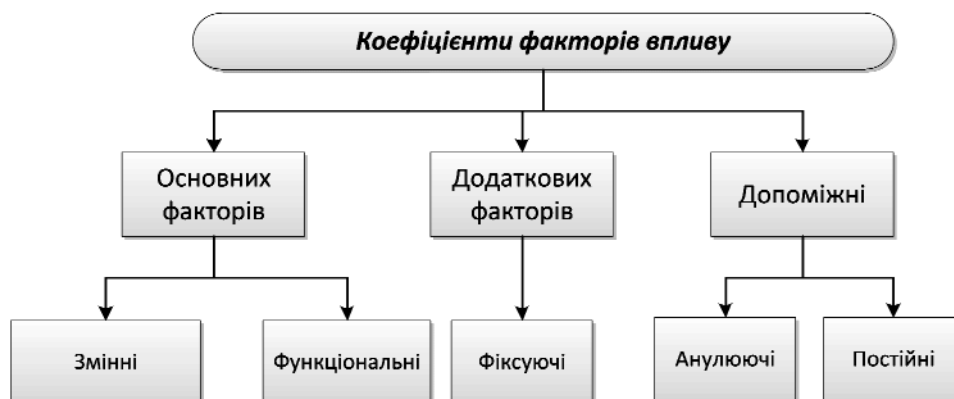 Коефіцієнти факторів впливу
Основних
факторів
Додаткових
факторів
Допоміжні
Змінні
Функціональні
Фіксуючі
Анулюючі
Постійні